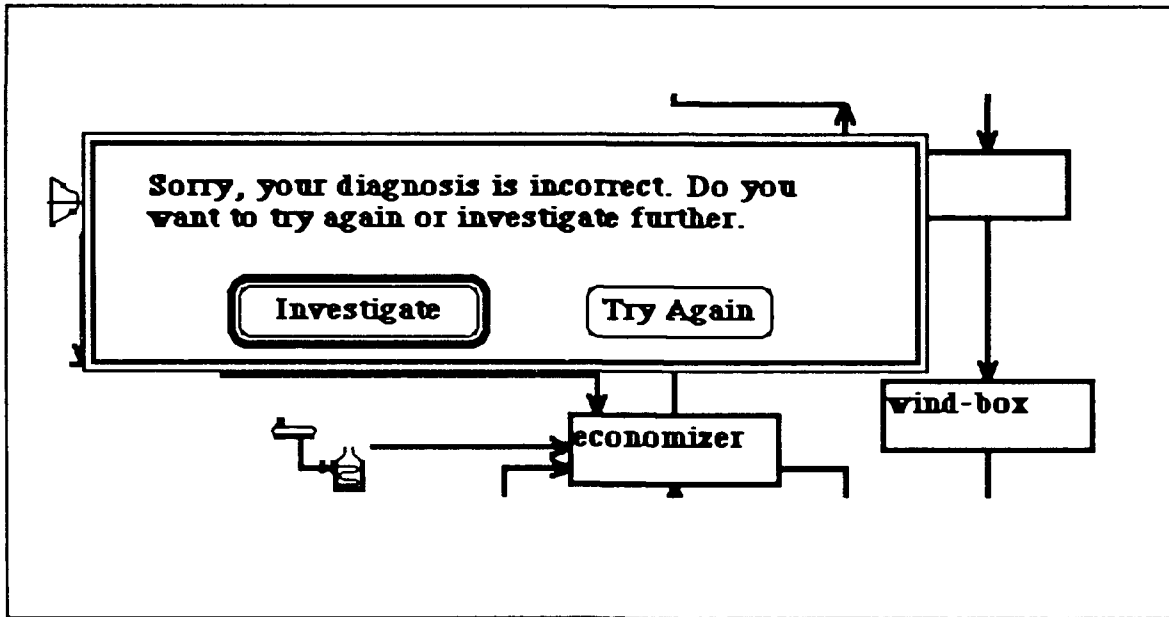 Sorry, your diagnosis is incorrect. Do you
want to try again or investigate further.
Investigate
Try Again
wind-box
economizer